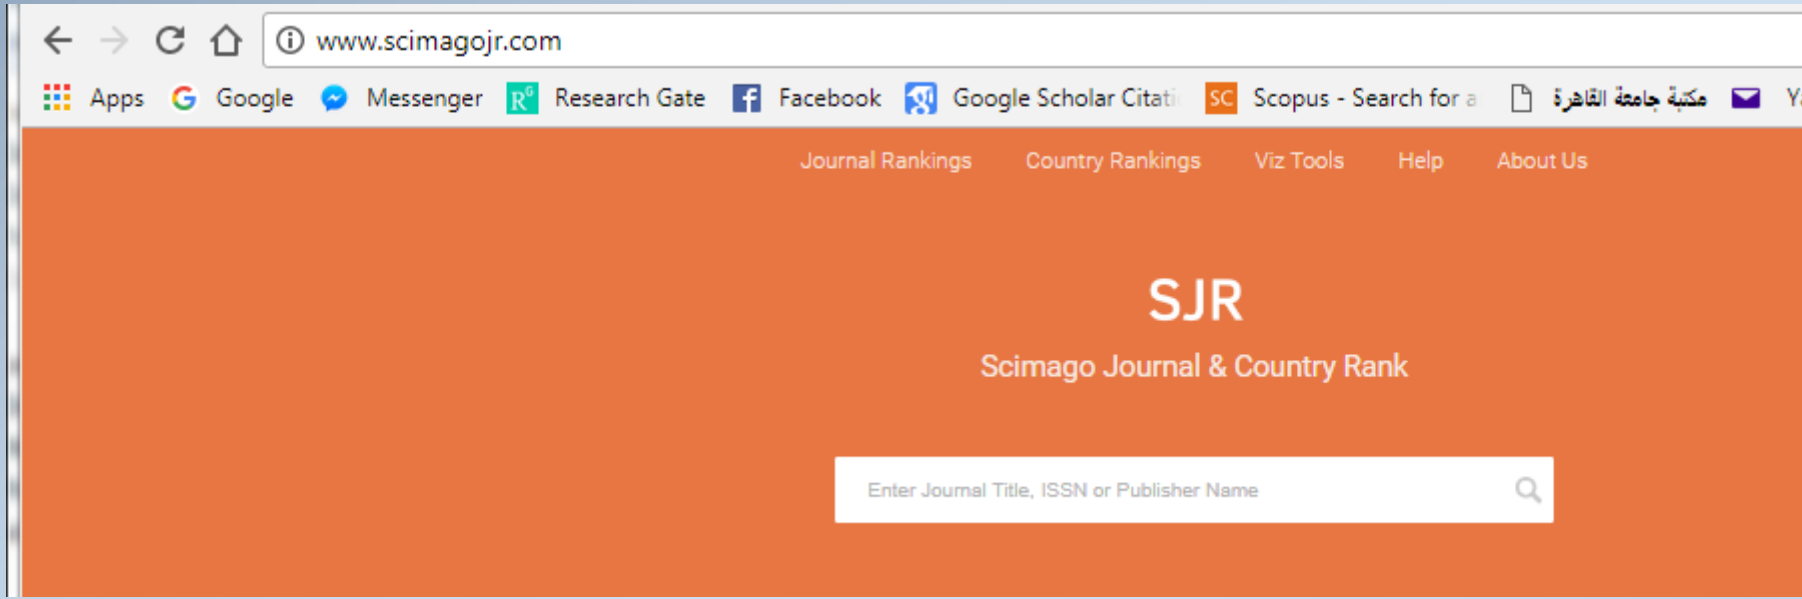 www.scimagojr.com
Apps Google Messenger R^G Research Gate f Facebook g Google Scholar Citati SC Scopus - Search for a مكتبة جامعة القاهرة Ya
Journal Rankings Country Rankings Viz Tools Help About Us
SJR
Scimago Journal & Country Rank
Enter Journal Title, ISSN or Publisher Name